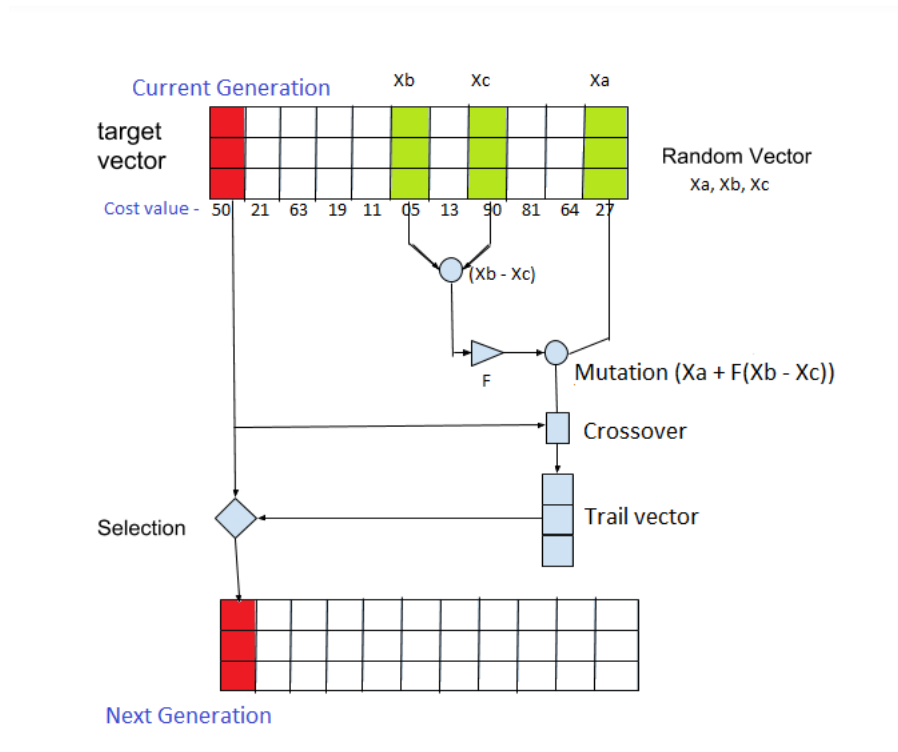 Xb Xc Xa
Current Generation
target
vector
Random Vector
Xa, Xb, Xc
Cost value - 50 21 63 19 11 05 13 90 81 64 27
(Xb - Xc)
F
Mutation (Xa + F(Xb - Xc))
Crossover
Trail vector
Selection
Next Generation